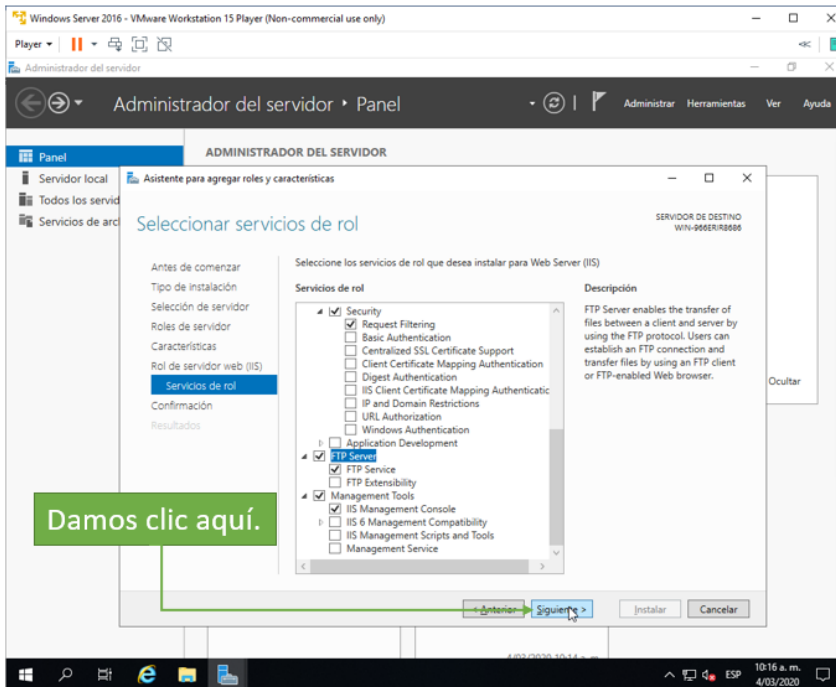 Windows Server 2016 - VMware Workstation 15 Player (Non-commercial use only)
Player
Administrador del servidor
Administrador del servidor Panel
Administrar Herramientas Ver Ayuda
ADMINISTRADOR DEL SERVIDOR
Panel
Servidor local
Todos los servid
Servicios de arc
Asistente para agregar roles y características
Seleccionar servicios de rol
SERVIDOR DE DESTINO
WIN-966ERIR8686
Antes de comenzar
Tipo de instalación
Selección de servidor
Roles de servidor
Características
Rol de servidor web (IIS)
Servicios de rol
Confirmación
Resultados
Seleccione los servicios de rol que desea instalar para Web Server (IIS)
Servicios de rol
Security
Request Filtering
Basic Authentication
Centralized SSL Certificate Support
Client Certificate Mapping Authentication
Digest Authentication
IIS Client Certificate Mapping Authenticatic
IP and Domain Restrictions
URL Authorization
Windows Authentication
Application Development
FTP Server
FTP Service
FTP Extensibility
Management Tools
IIS Management Console
IIS 6 Management Compatibility
IIS Management Scripts and Tools
Management Service
Descripción
FTP Server enables the transfer of
files between a client and server by
using the FTP protocol. Users can
establish an FTP connection and
transfer files by using an FTP client
or FTP-enabled Web browser.
Ocultar
Damos clic aquí.
< Anterior Siguiente > Instalar Cancelar
4/03/2020 10:14
ESP
10:16 a. m.
4/03/2020